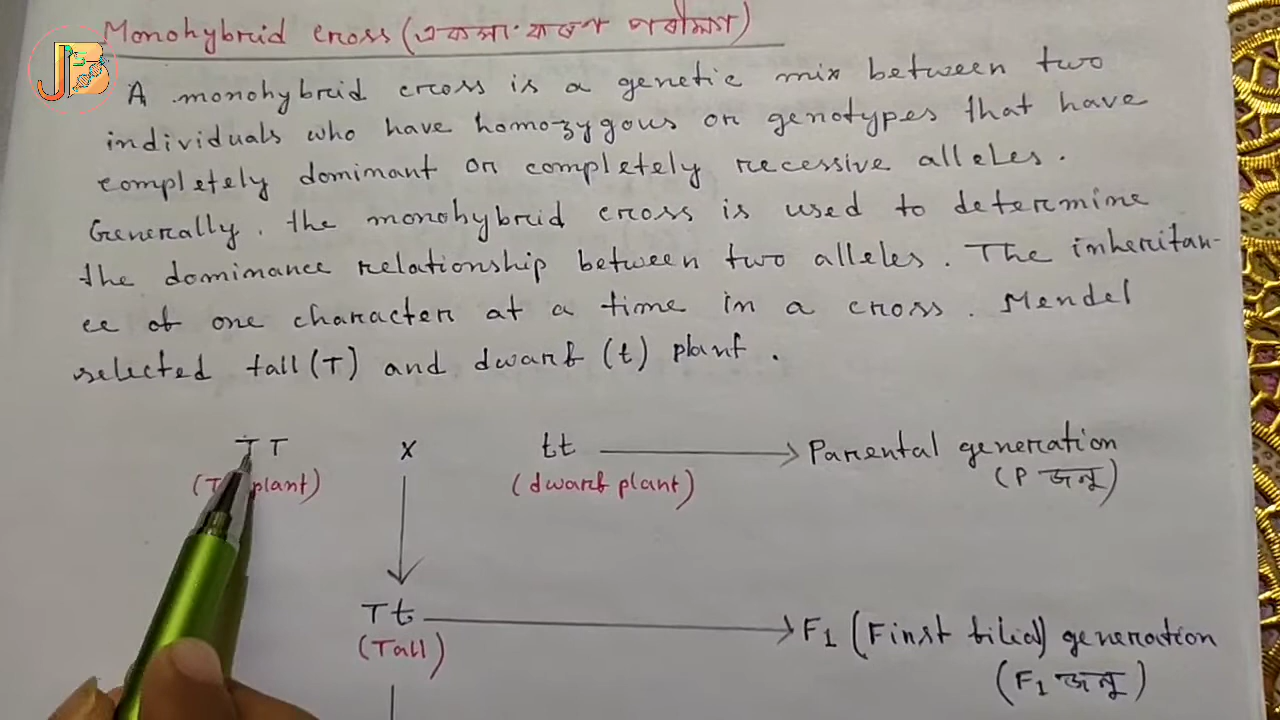 JB
Monohybrid cross (একসংকরণ পরীক্ষা)
A monohybrid cross is a genetic mix between two
individuals who have homozygous or genotypes that have
completely dominant or completely recessive alleles.
Generally, the monohybrid cross is used to determine
the dominance relationship between two alleles. The inheritan-
ce of one character at a time in a cross. Mendel
selected tall (T) and dwarf (t) plant.
TT x tt → Parental generation
plant) (dwarf plant) (P জনু)
Tt → F1 (First filial) generation
(Tall) (F1 জনু)